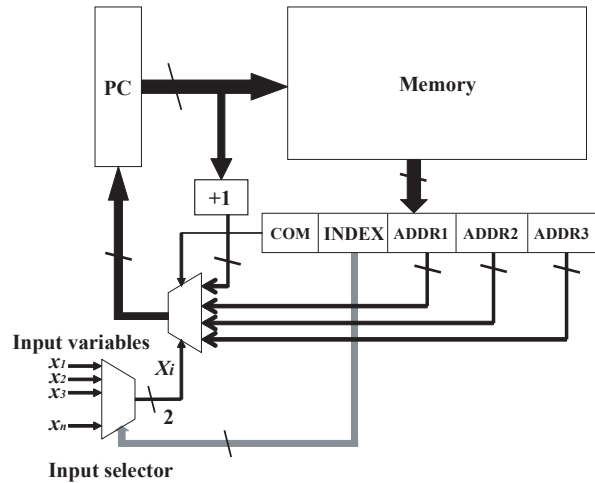 PC
Memory
+1
COM INDEX ADDR1 ADDR2 ADDR3
Input variables
x1
x2
x3
xn
Xi
2
Input selector